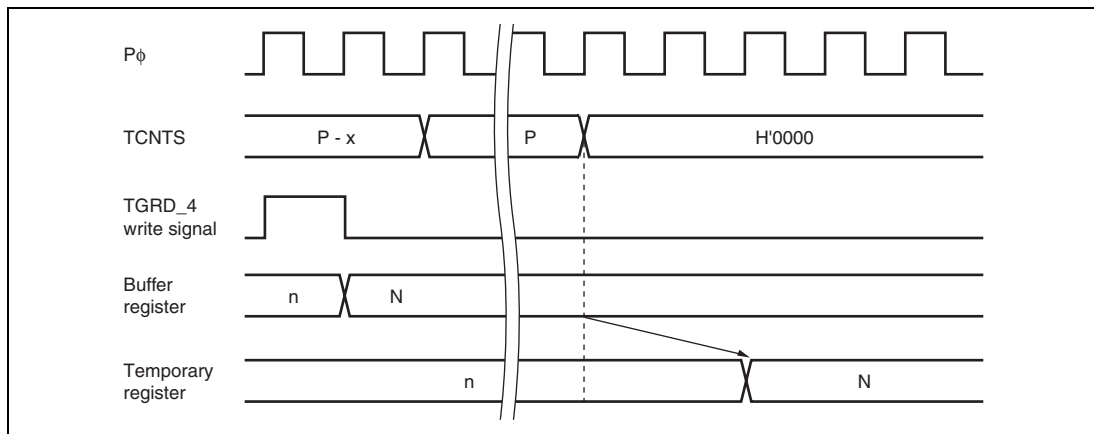 Pϕ
TCNTS
P - x
P
H'0000
TGRD_4
write signal
Buffer
register
n
N
Temporary
register
n
N